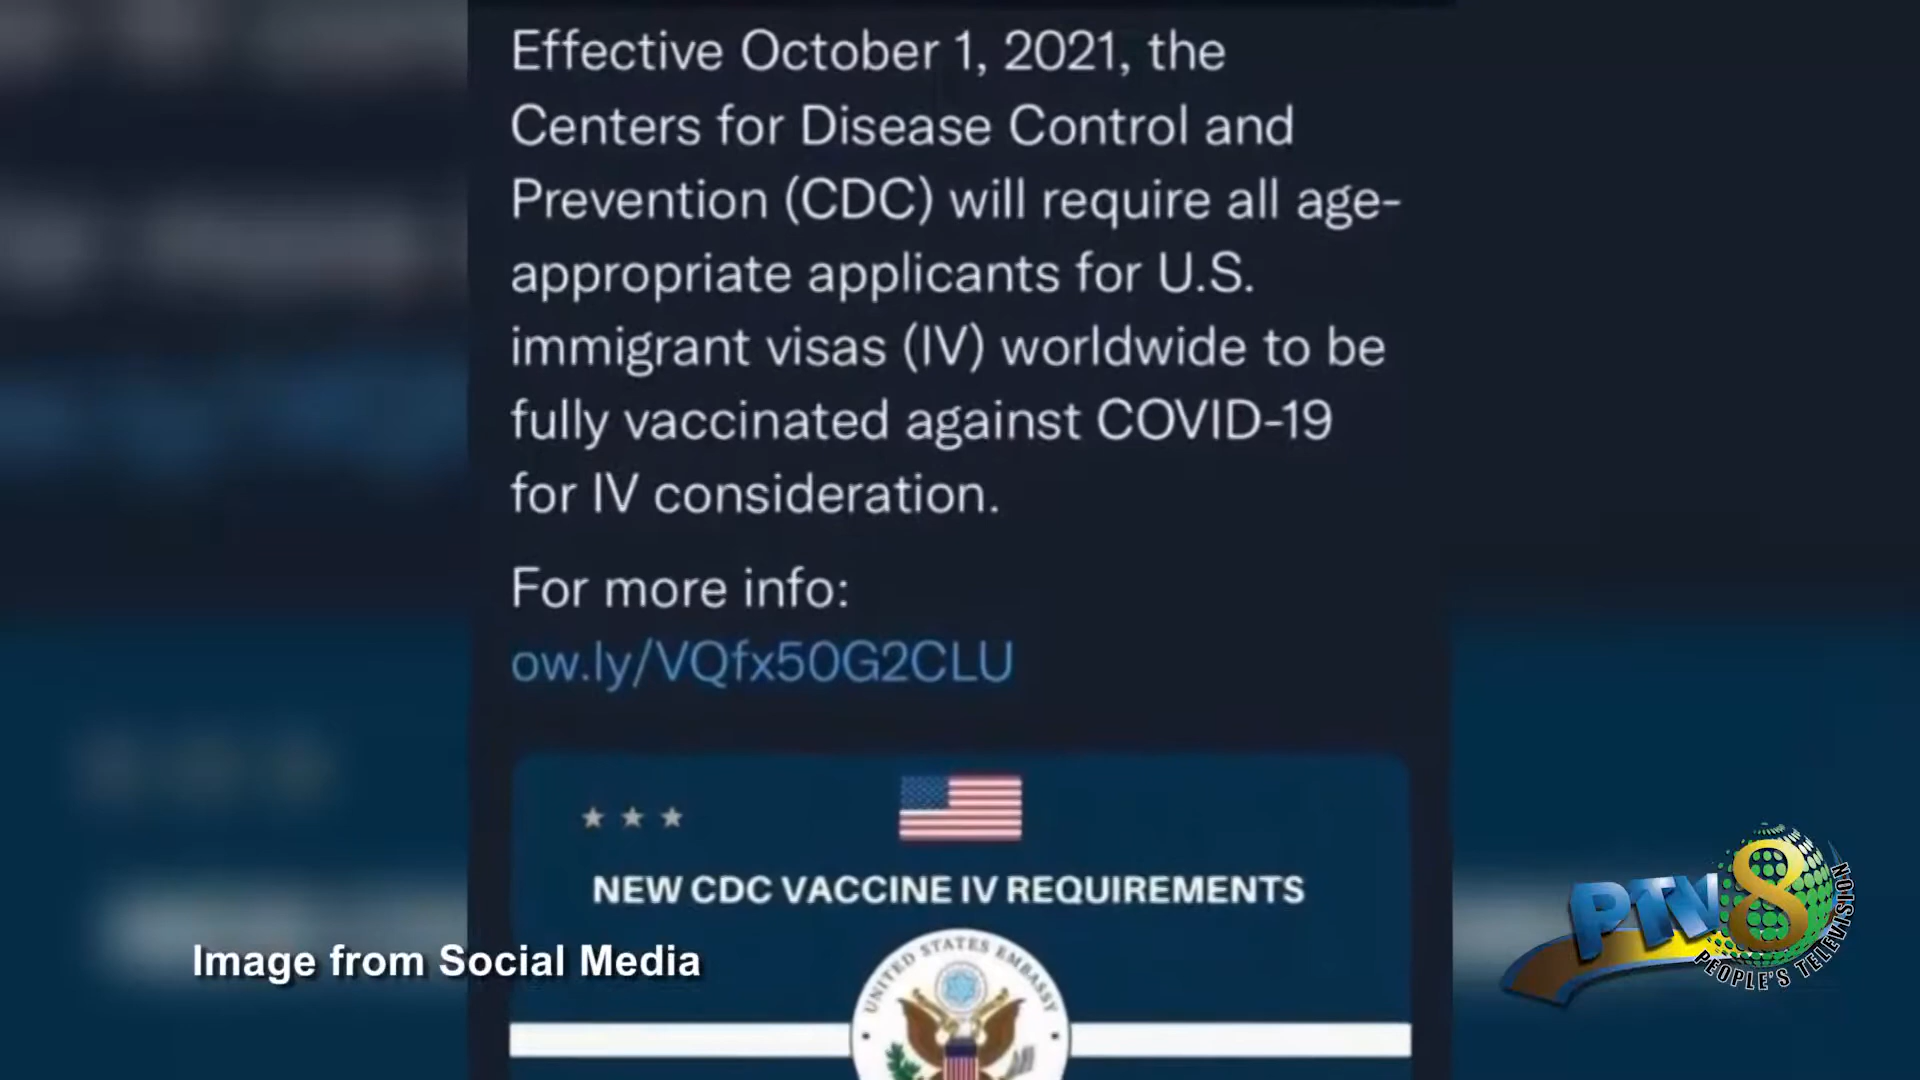 Effective October 1, 2021, the
Centers for Disease Control and
Prevention (CDC) will require all age-
appropriate applicants for U.S.
immigrant visas (IV) worldwide to be
fully vaccinated against COVID-19
for IV consideration.
For more info:
ow.ly/VQfx50G2CLU
NEW CDC VACCINE IV REQUIREMENTS
UNITED STATES EMBASSY
Image from Social Media
PTV8
PEOPLE'S TELEVISION